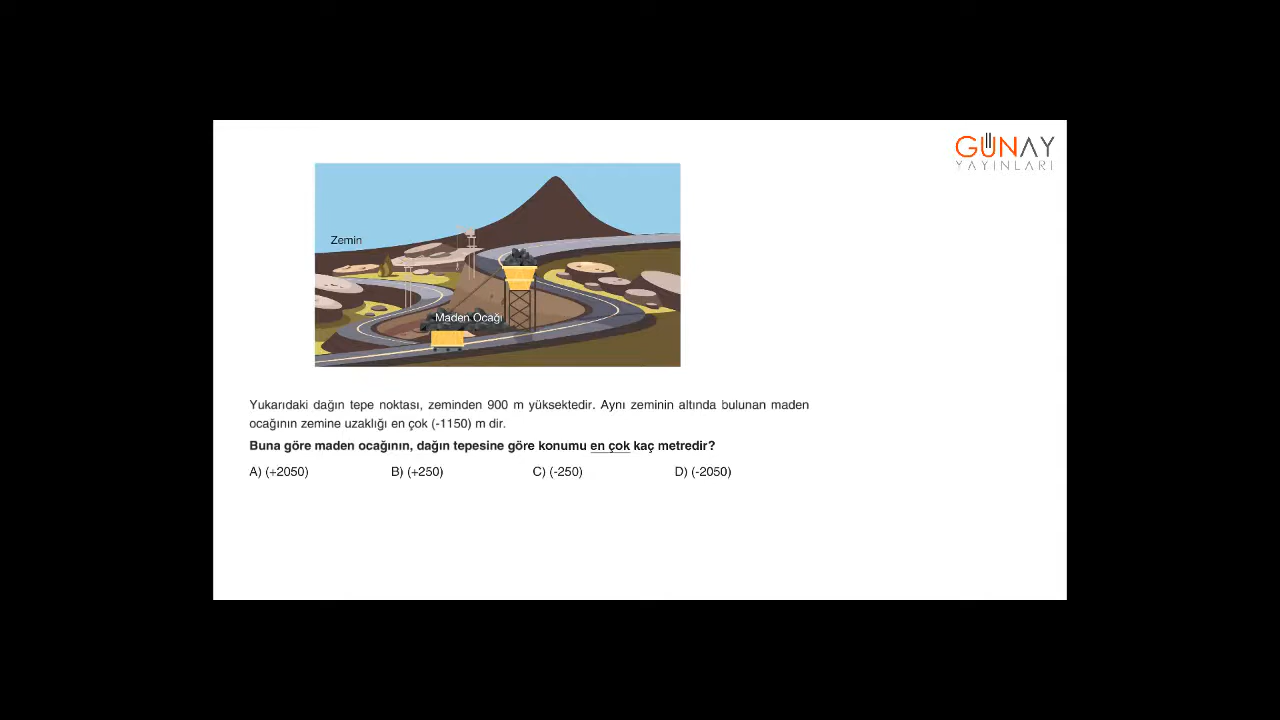 GÜNAY
YAYINLARI
Zemin
Maden Ocağı
Yukarıdaki dağın tepe noktası, zeminden 900 m yüksektedir. Aynı zeminin altında bulunan maden
ocağının zemine uzaklığı en çok (-1150) m dir.
Buna göre maden ocağının, dağın tepesine göre konumu en çok kaç metredir?
A) (+2050) B) (+250) C) (-250) D) (-2050)